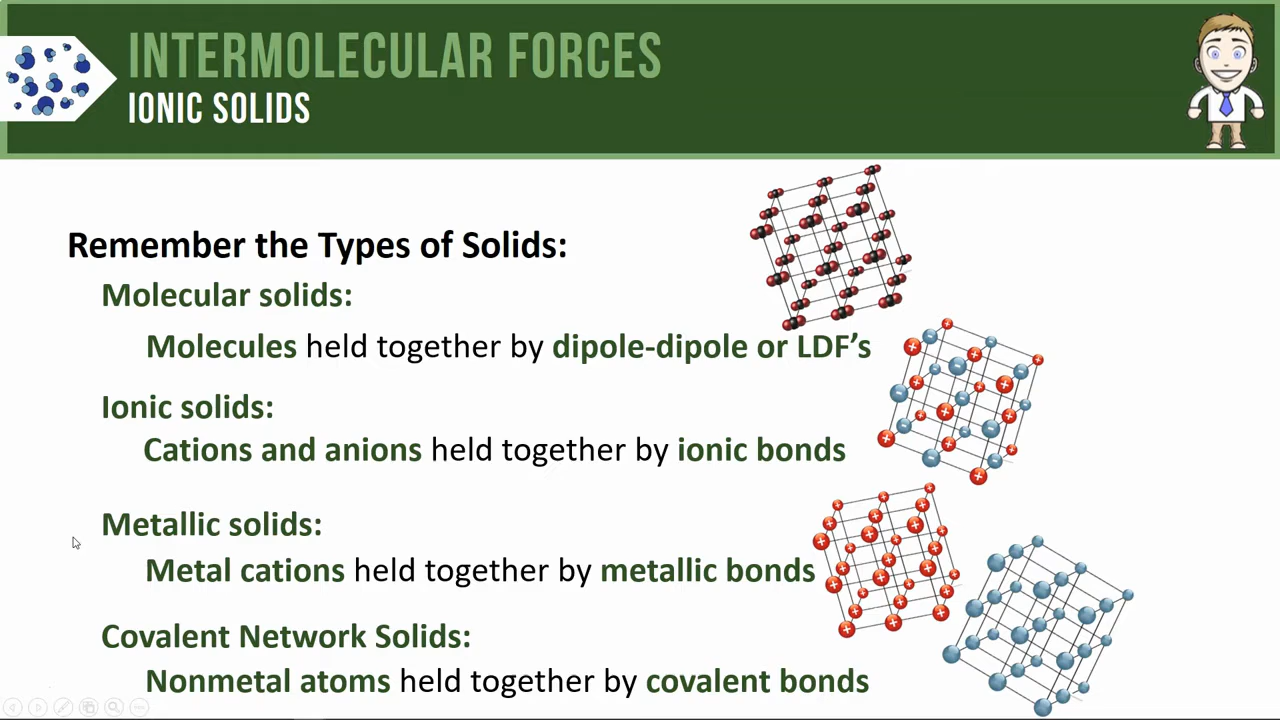 INTERMOLECULAR FORCES
IONIC SOLIDS
Remember the Types of Solids:
Molecular solids:
Molecules held together by dipole-dipole or LDF’s
Ionic solids:
Cations and anions held together by ionic bonds
Metallic solids:
Metal cations held together by metallic bonds
Covalent Network Solids:
Nonmetal atoms held together by covalent bonds